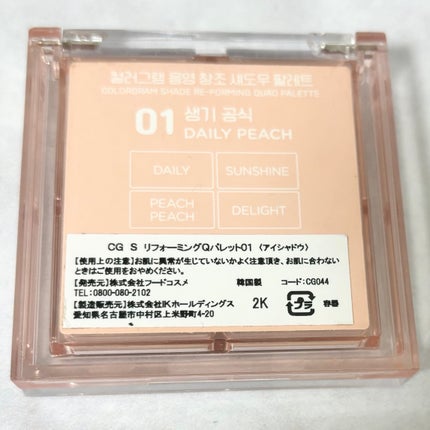 컬러그램 음영 창조 섀도우 팔레트
COLORGRAM SHADE RE-FORMING QUAD PALETTE
01 생기 공식
DAILY PEACH
DAILY
SUNSHINE
PEACH PEACH
DELIGHT
CG S リフォーミングQパレット01 〈アイシャドウ〉
【使用上の注意】お肌に異常が生じていないかよく注意頂き、お肌に合わない
ときはご使用をおやめください。
【発売元】株式会社フードコスメ 韓国製 コード:CG044
TEL:0800-080-2102
【製造販売元】株式会社IKホールディングス 2K プラ 容器
愛知県名古屋市中村区上米野町4-20